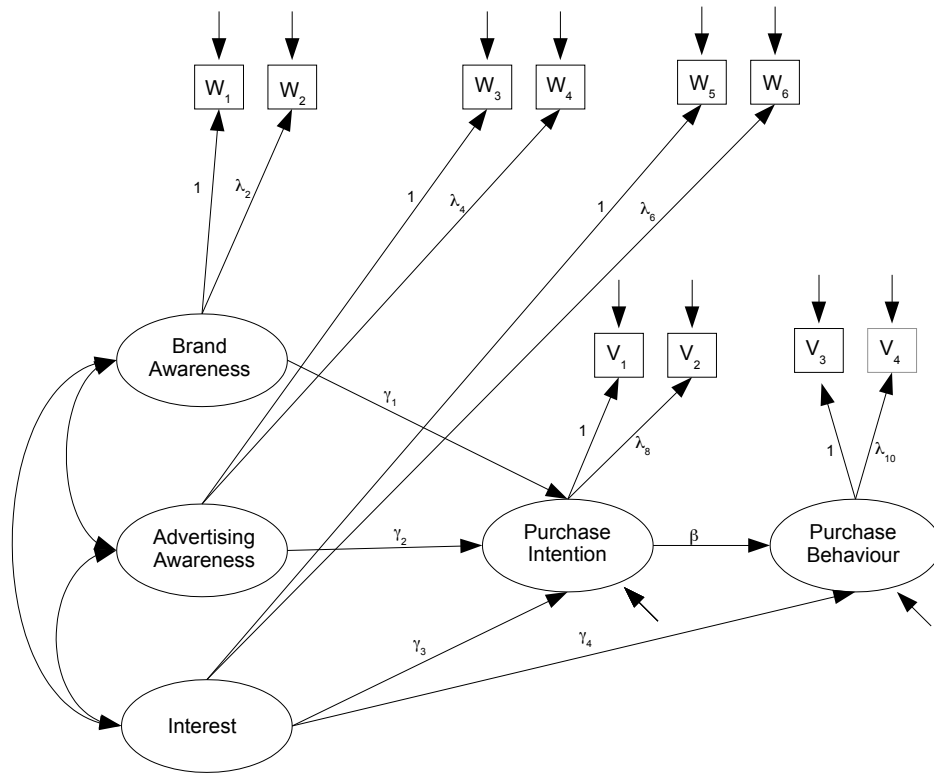 W₁ W₂ W₃ W₄ W₅ W₆
1 λ₂ 1 λ₄ 1 λ₆
Brand
Awareness
V₁ V₂ V₃ V₄
γ₁
1 λ₈ 1 λ₁₀
Advertising
Awareness
γ₂
Purchase
Intention
β
Purchase
Behaviour
γ₃ γ₄
Interest